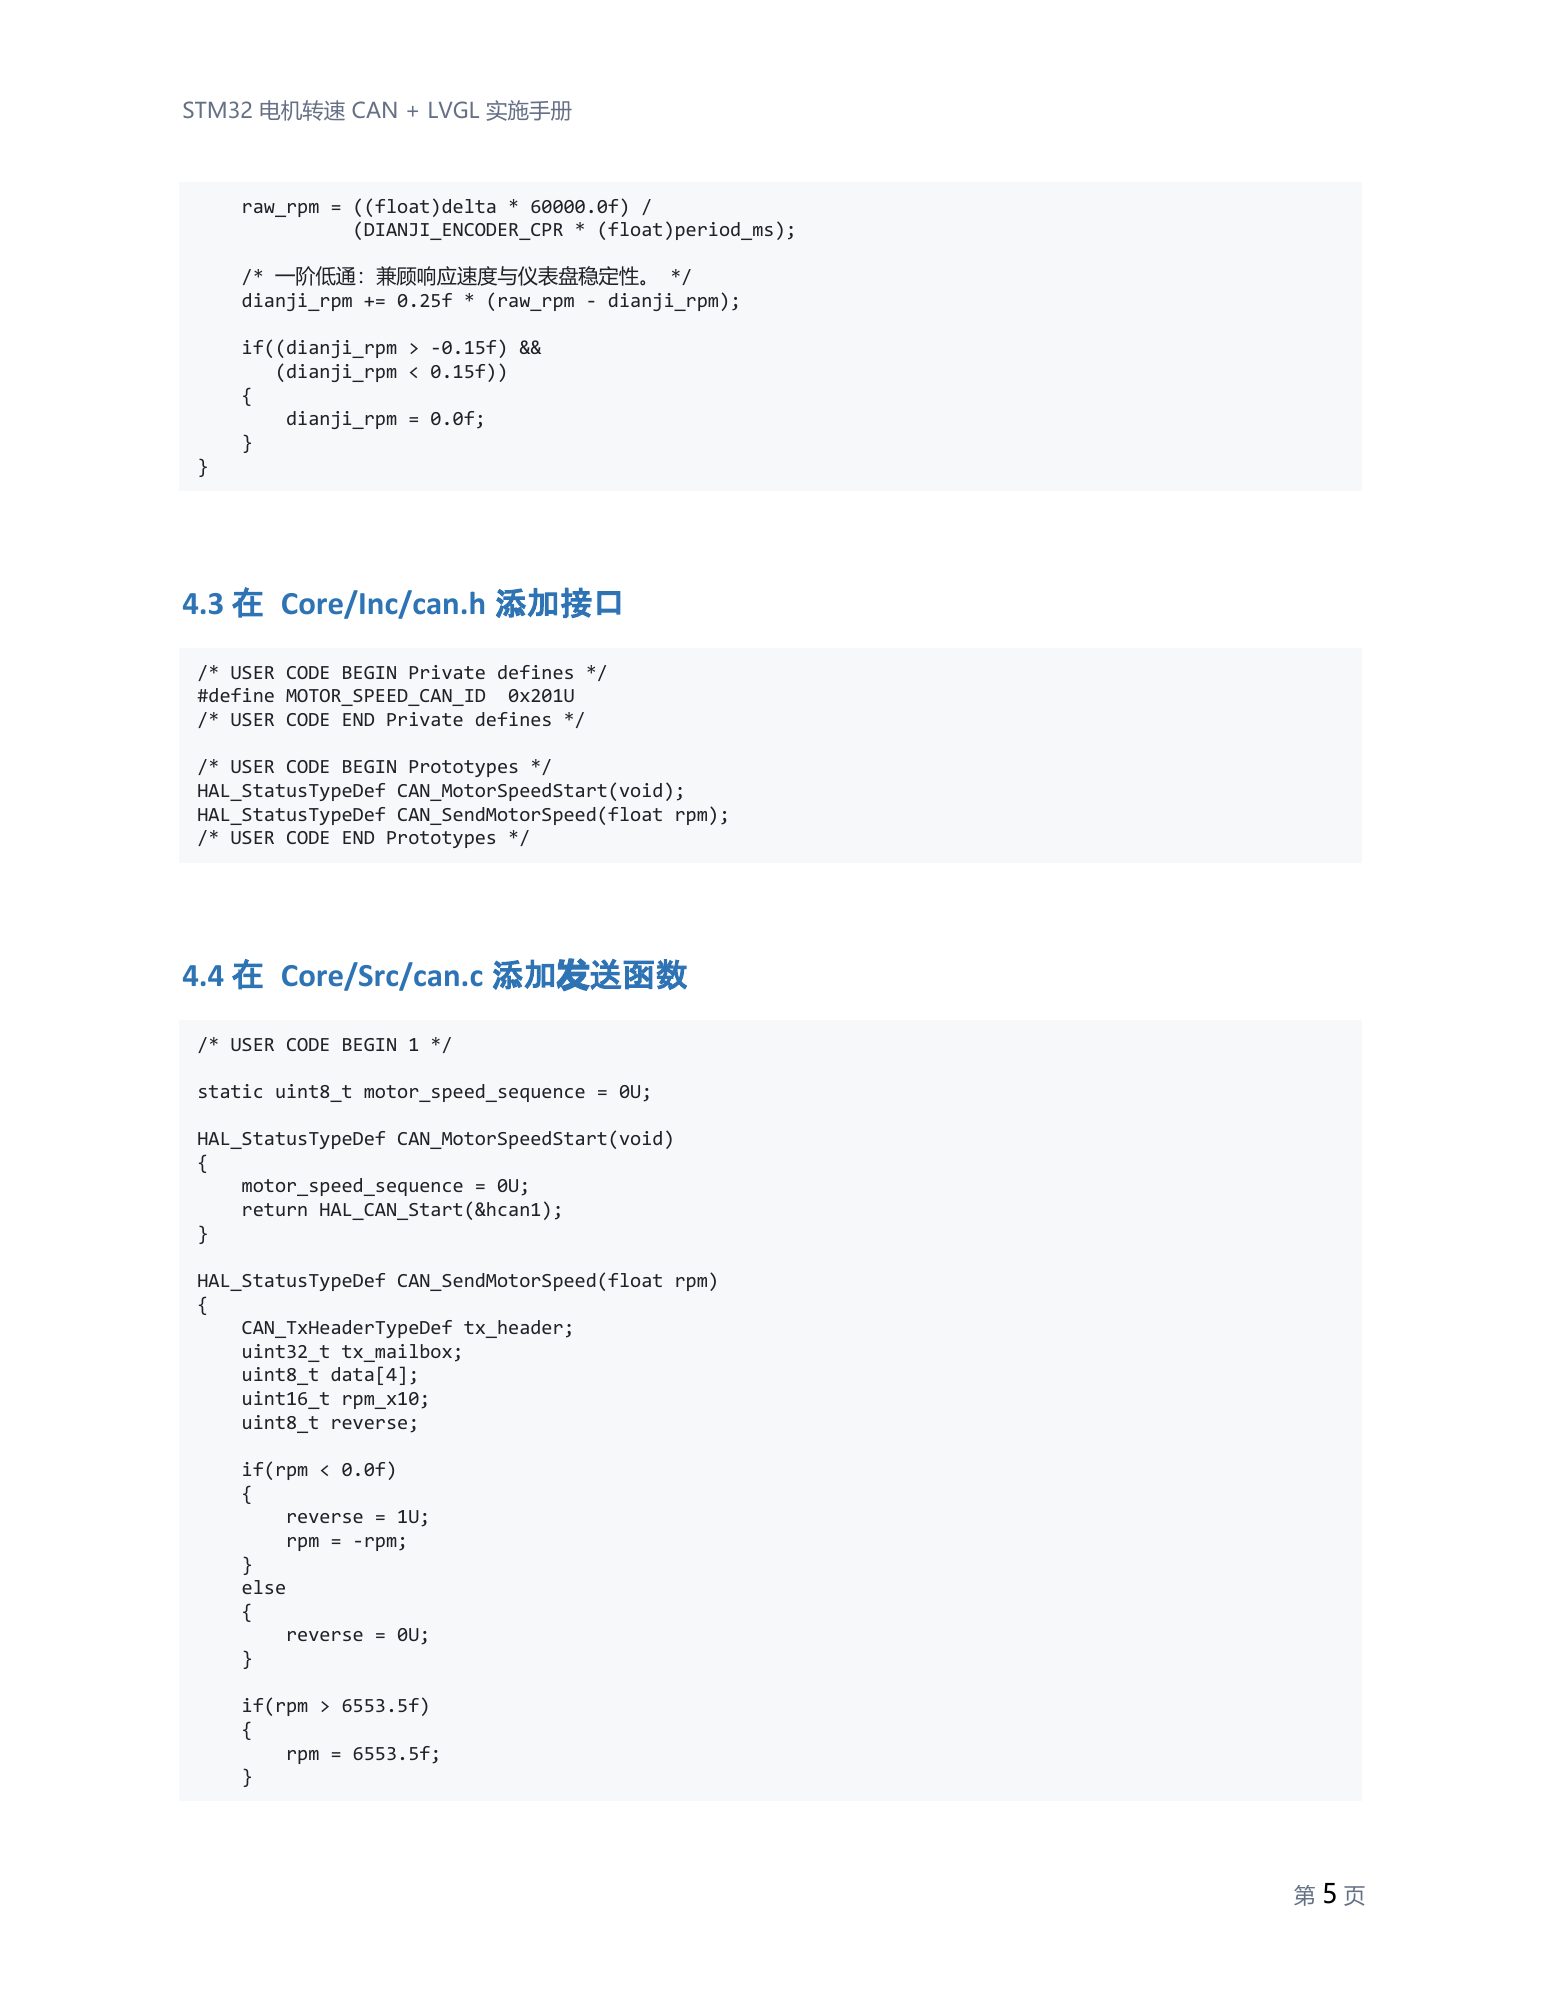 STM32 电机转速 CAN + LVGL 实施手册
    raw_rpm = ((float)delta * 60000.0f) /
              (DIANJI_ENCODER_CPR * (float)period_ms);

    /* 一阶低通：兼顾响应速度与仪表盘稳定性。 */
    dianji_rpm += 0.25f * (raw_rpm - dianji_rpm);

    if((dianji_rpm > -0.15f) &&
       (dianji_rpm < 0.15f))
    {
        dianji_rpm = 0.0f;
    }
}
4.3 在 Core/Inc/can.h 添加接口
/* USER CODE BEGIN Private defines */
#define MOTOR_SPEED_CAN_ID  0x201U
/* USER CODE END Private defines */

/* USER CODE BEGIN Prototypes */
HAL_StatusTypeDef CAN_MotorSpeedStart(void);
HAL_StatusTypeDef CAN_SendMotorSpeed(float rpm);
/* USER CODE END Prototypes */
4.4 在 Core/Src/can.c 添加发送函数
/* USER CODE BEGIN 1 */

static uint8_t motor_speed_sequence = 0U;

HAL_StatusTypeDef CAN_MotorSpeedStart(void)
{
    motor_speed_sequence = 0U;
    return HAL_CAN_Start(&hcan1);
}

HAL_StatusTypeDef CAN_SendMotorSpeed(float rpm)
{
    CAN_TxHeaderTypeDef tx_header;
    uint32_t tx_mailbox;
    uint8_t data[4];
    uint16_t rpm_x10;
    uint8_t reverse;

    if(rpm < 0.0f)
    {
        reverse = 1U;
        rpm = -rpm;
    }
    else
    {
        reverse = 0U;
    }

    if(rpm > 6553.5f)
    {
        rpm = 6553.5f;
    }
第 5 页